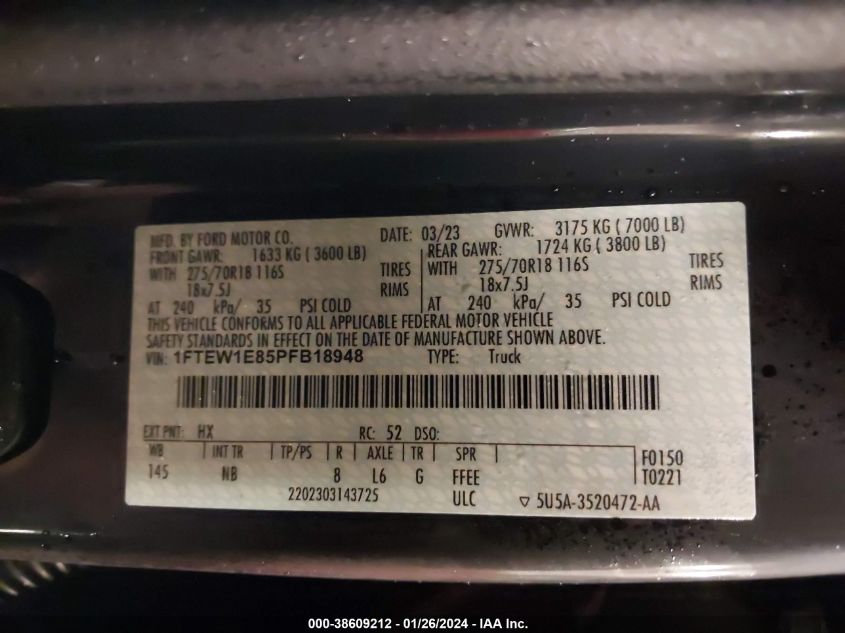 MFD. BY FORD MOTOR CO. DATE: 03/23 GVWR: 3175 KG ( 7000 LB)
FRONT GAWR: 1633 KG ( 3600 LB) REAR GAWR: 1724 KG ( 3800 LB)
WITH 275/70R18 116S TIRES WITH 275/70R18 116S TIRES
18x7.5J RIMS 18x7.5J RIMS
AT 240 kPa/ 35 PSI COLD AT 240 kPa/ 35 PSI COLD
THIS VEHICLE CONFORMS TO ALL APPLICABLE FEDERAL MOTOR VEHICLE
SAFETY STANDARDS IN EFFECT ON THE DATE OF MANUFACTURE SHOWN ABOVE.
VIN: 1FTEW1E85PFB18948 TYPE: Truck
EXT PNT: HX RC: 52 DSO:
WB INT TR TP/PS R AXLE TR SPR F0150
145 NB 8 L6 G FFEE T0221
2202303143725 ULC ▽ 5U5A-3520472-AA
000-38609212 - 01/26/2024 - IAA Inc.